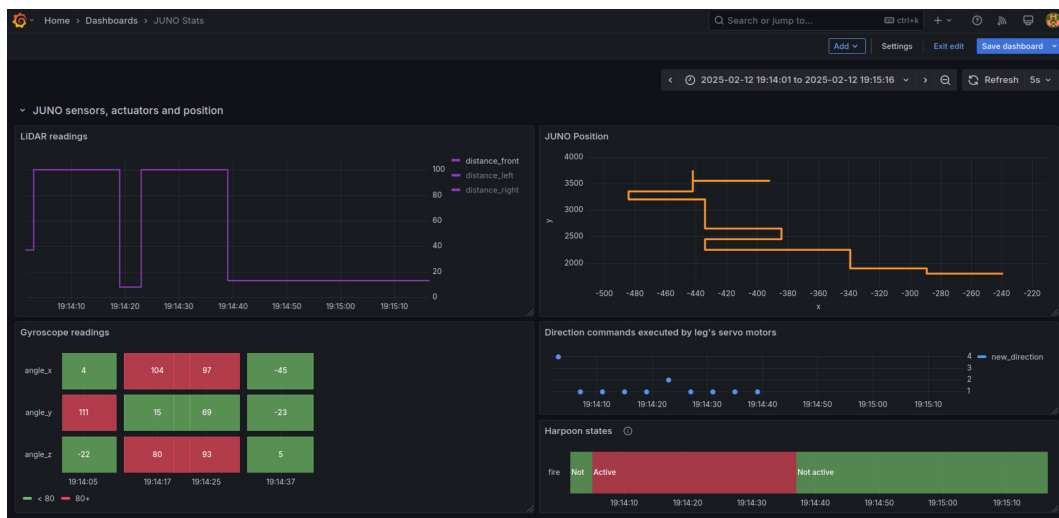 Home › Dashboards › JUNO Stats
Search or jump to... ctrl+k
Add Settings Exit edit Save dashboard
2025-02-12 19:14:01 to 2025-02-12 19:15:16 Refresh 5s
JUNO sensors, actuators and position
LiDAR readings
distance_front
distance_left
distance_right
100
80
60
40
20
0
19:14:10 19:14:20 19:14:30 19:14:40 19:14:50 19:15:00 19:15:10
JUNO Position
4000
3500
3000
2500
2000
y
-500 -480 -460 -440 -420 -400 -380 -360 -340 -320 -300 -280 -260 -240 -220
x
Gyroscope readings
angle_x 4 104 97 -45
angle_y 111 15 69 -23
angle_z -22 80 93 5
19:14:05 19:14:17 19:14:25 19:14:37
< 80 80+
Direction commands executed by leg's servo motors
4 new_direction
3
2
1
19:14:10 19:14:20 19:14:30 19:14:40 19:14:50 19:15:00 19:15:10
Harpoon states
fire Not Active Not active
19:14:10 19:14:20 19:14:30 19:14:40 19:14:50 19:15:00 19:15:10